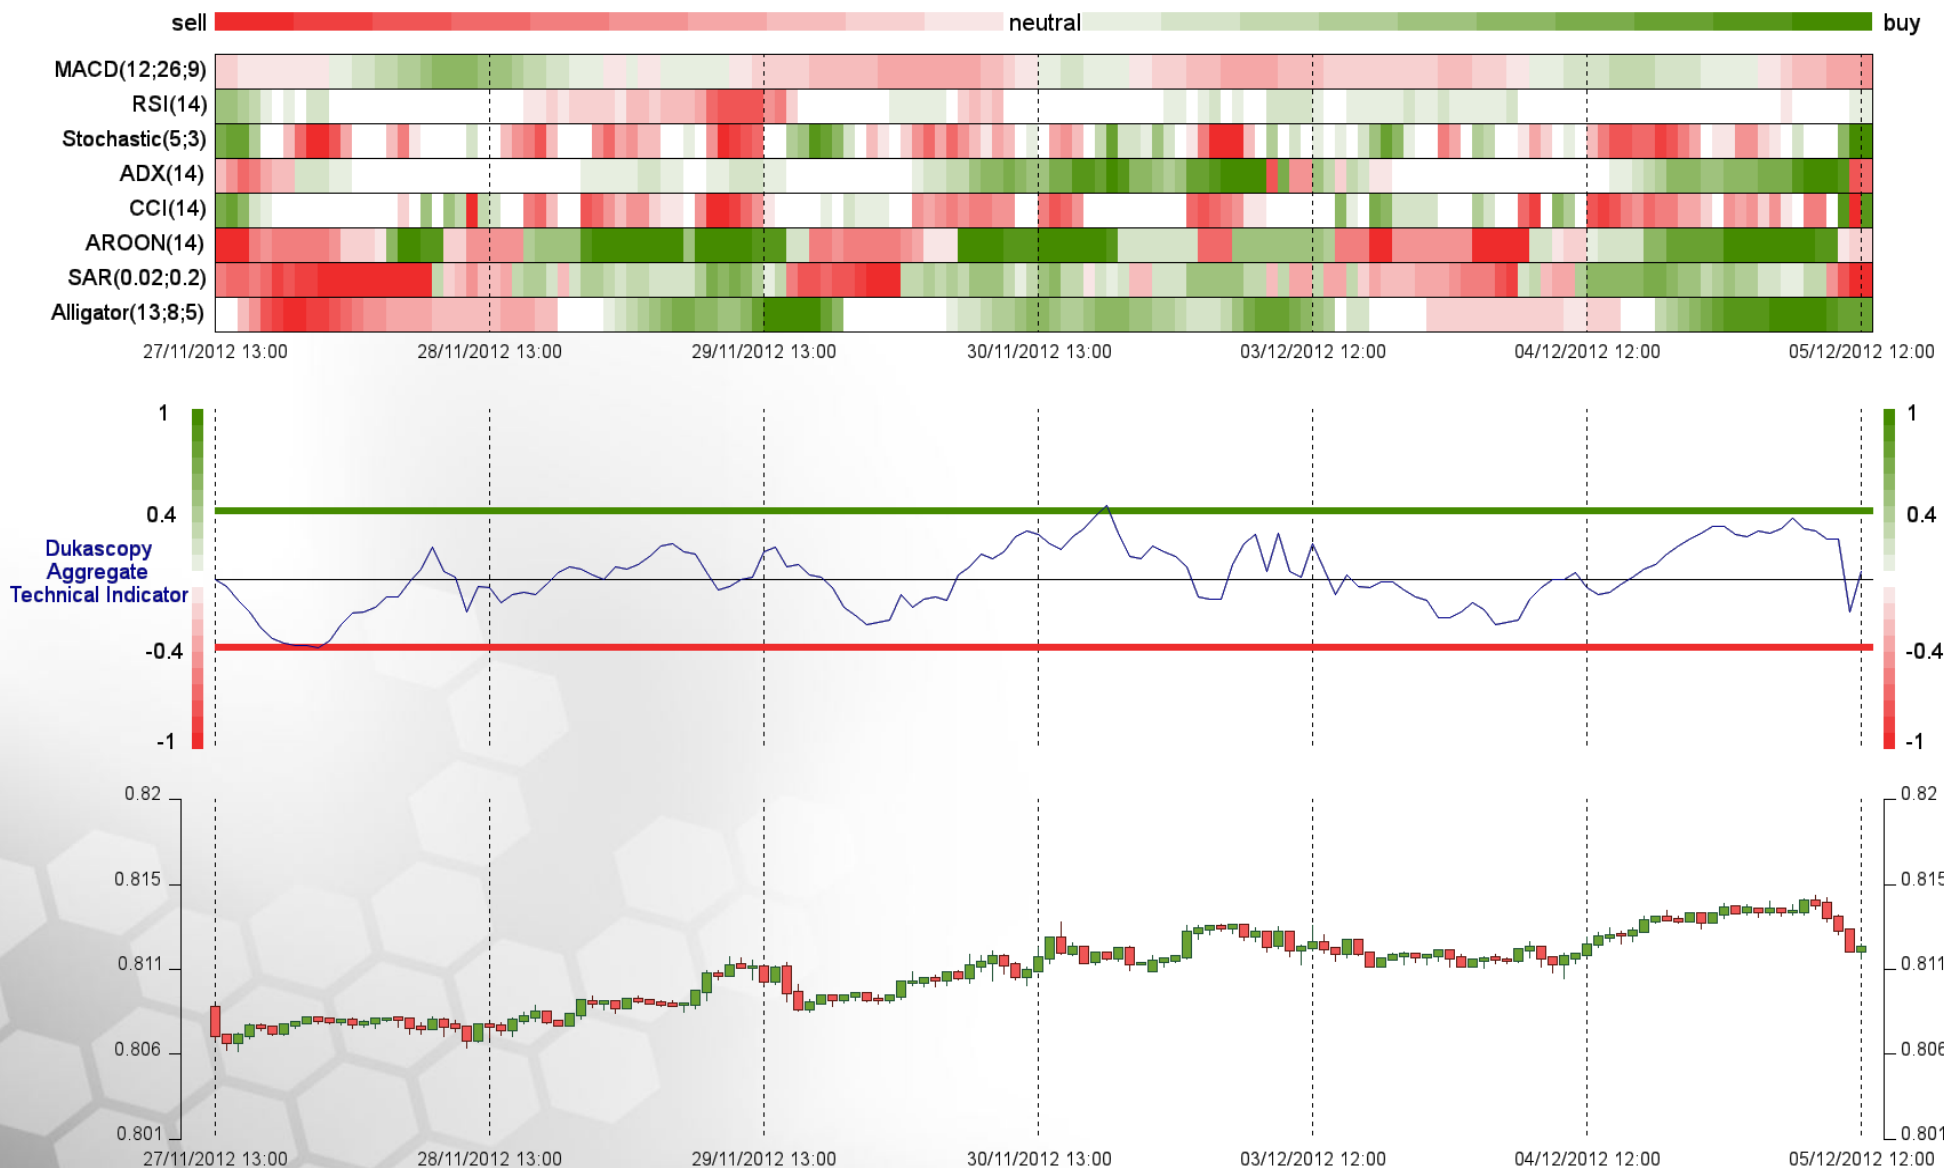 sell neutral buy
MACD(12;26;9)
RSI(14)
Stochastic(5;3)
ADX(14)
CCI(14)
AROON(14)
SAR(0.02;0.2)
Alligator(13;8;5)
27/11/2012 13:00 28/11/2012 13:00 29/11/2012 13:00 30/11/2012 13:00 03/12/2012 12:00 04/12/2012 12:00 05/12/2012 12:00
1 1
0.4 0.4
Dukascopy
Aggregate
Technical Indicator
-0.4 -0.4
-1 -1
0.82 0.82
0.815 0.815
0.811 0.811
0.806 0.806
0.801 0.801
27/11/2012 13:00 28/11/2012 13:00 29/11/2012 13:00 30/11/2012 13:00 03/12/2012 12:00 04/12/2012 12:00 05/12/2012 12:00